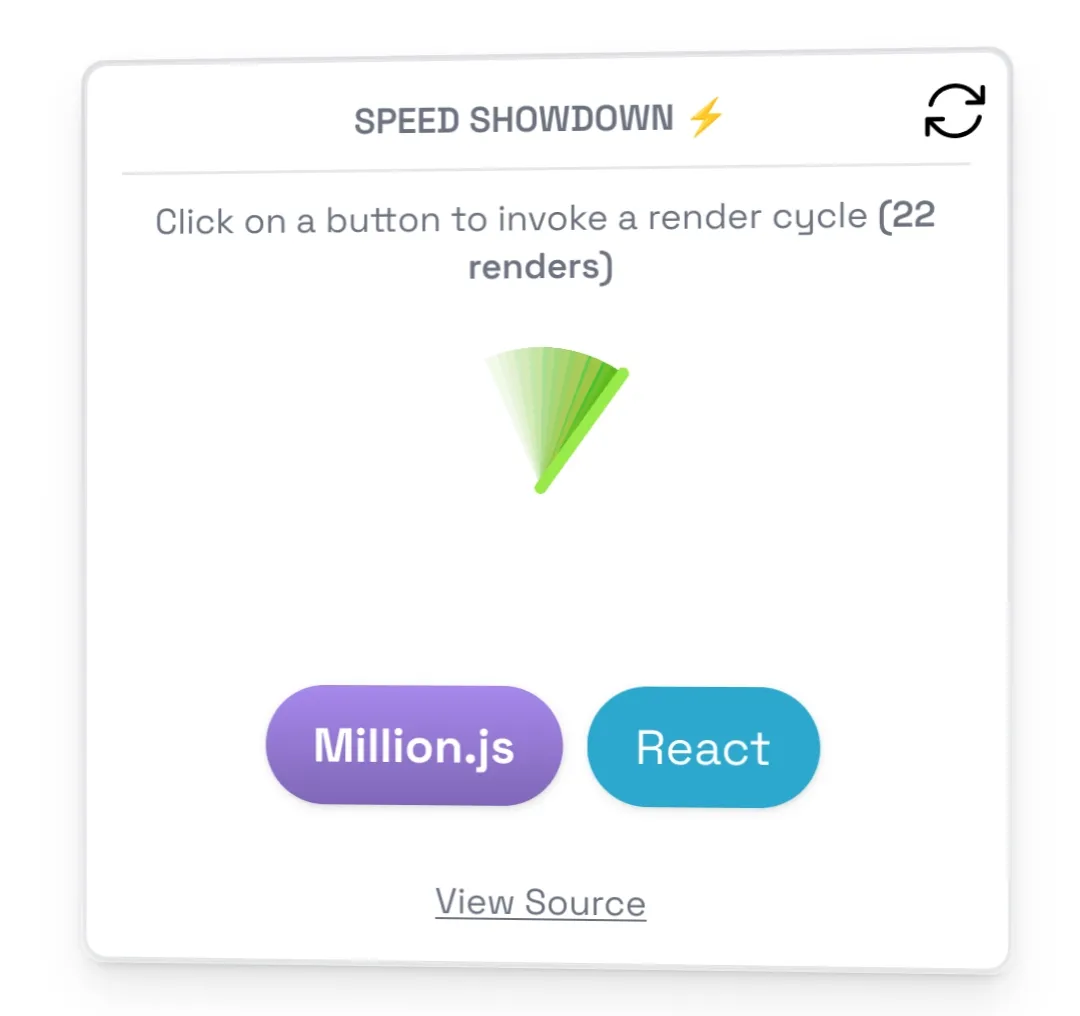 SPEED SHOWDOWN ⚡
Click on a button to invoke a render cycle (22
renders)
Million.js
React
View Source